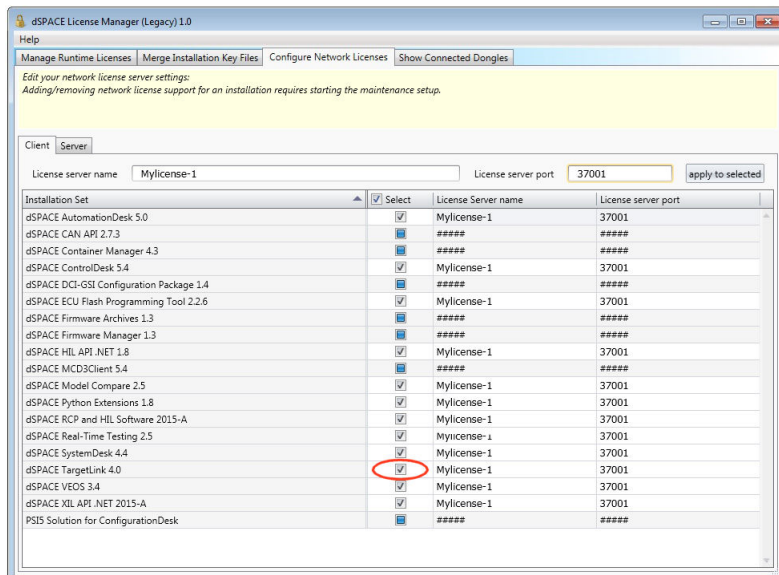 dSPACE License Manager (Legacy) 1.0
Help
Manage Runtime Licenses Merge Installation Key Files Configure Network Licenses Show Connected Dongles
Edit your network license server settings:
Adding/removing network license support for an installation requires starting the maintenance setup.
Client Server
License server name Mylicense-1 License server port 37001 apply to selected
Installation Set Select License Server name License server port
dSPACE AutomationDesk 5.0 Mylicense-1 37001
dSPACE CAN API 2.7.3 ##### #####
dSPACE Container Manager 4.3 ##### #####
dSPACE ControlDesk 5.4 Mylicense-1 37001
dSPACE DCI-GSI Configuration Package 1.4 ##### #####
dSPACE ECU Flash Programming Tool 2.2.6 Mylicense-1 37001
dSPACE Firmware Archives 1.3 ##### #####
dSPACE Firmware Manager 1.3 ##### #####
dSPACE HIL API .NET 1.8 Mylicense-1 37001
dSPACE MCD3Client 5.4 ##### #####
dSPACE Model Compare 2.5 Mylicense-1 37001
dSPACE Python Extensions 1.8 Mylicense-1 37001
dSPACE RCP and HIL Software 2015-A Mylicense-1 37001
dSPACE Real-Time Testing 2.5 Mylicense-1 37001
dSPACE SystemDesk 4.4 Mylicense-1 37001
dSPACE TargetLink 4.0 Mylicense-1 37001
dSPACE VEOS 3.4 Mylicense-1 37001
dSPACE XIL API .NET 2015-A Mylicense-1 37001
PSI5 Solution for ConfigurationDesk ##### #####